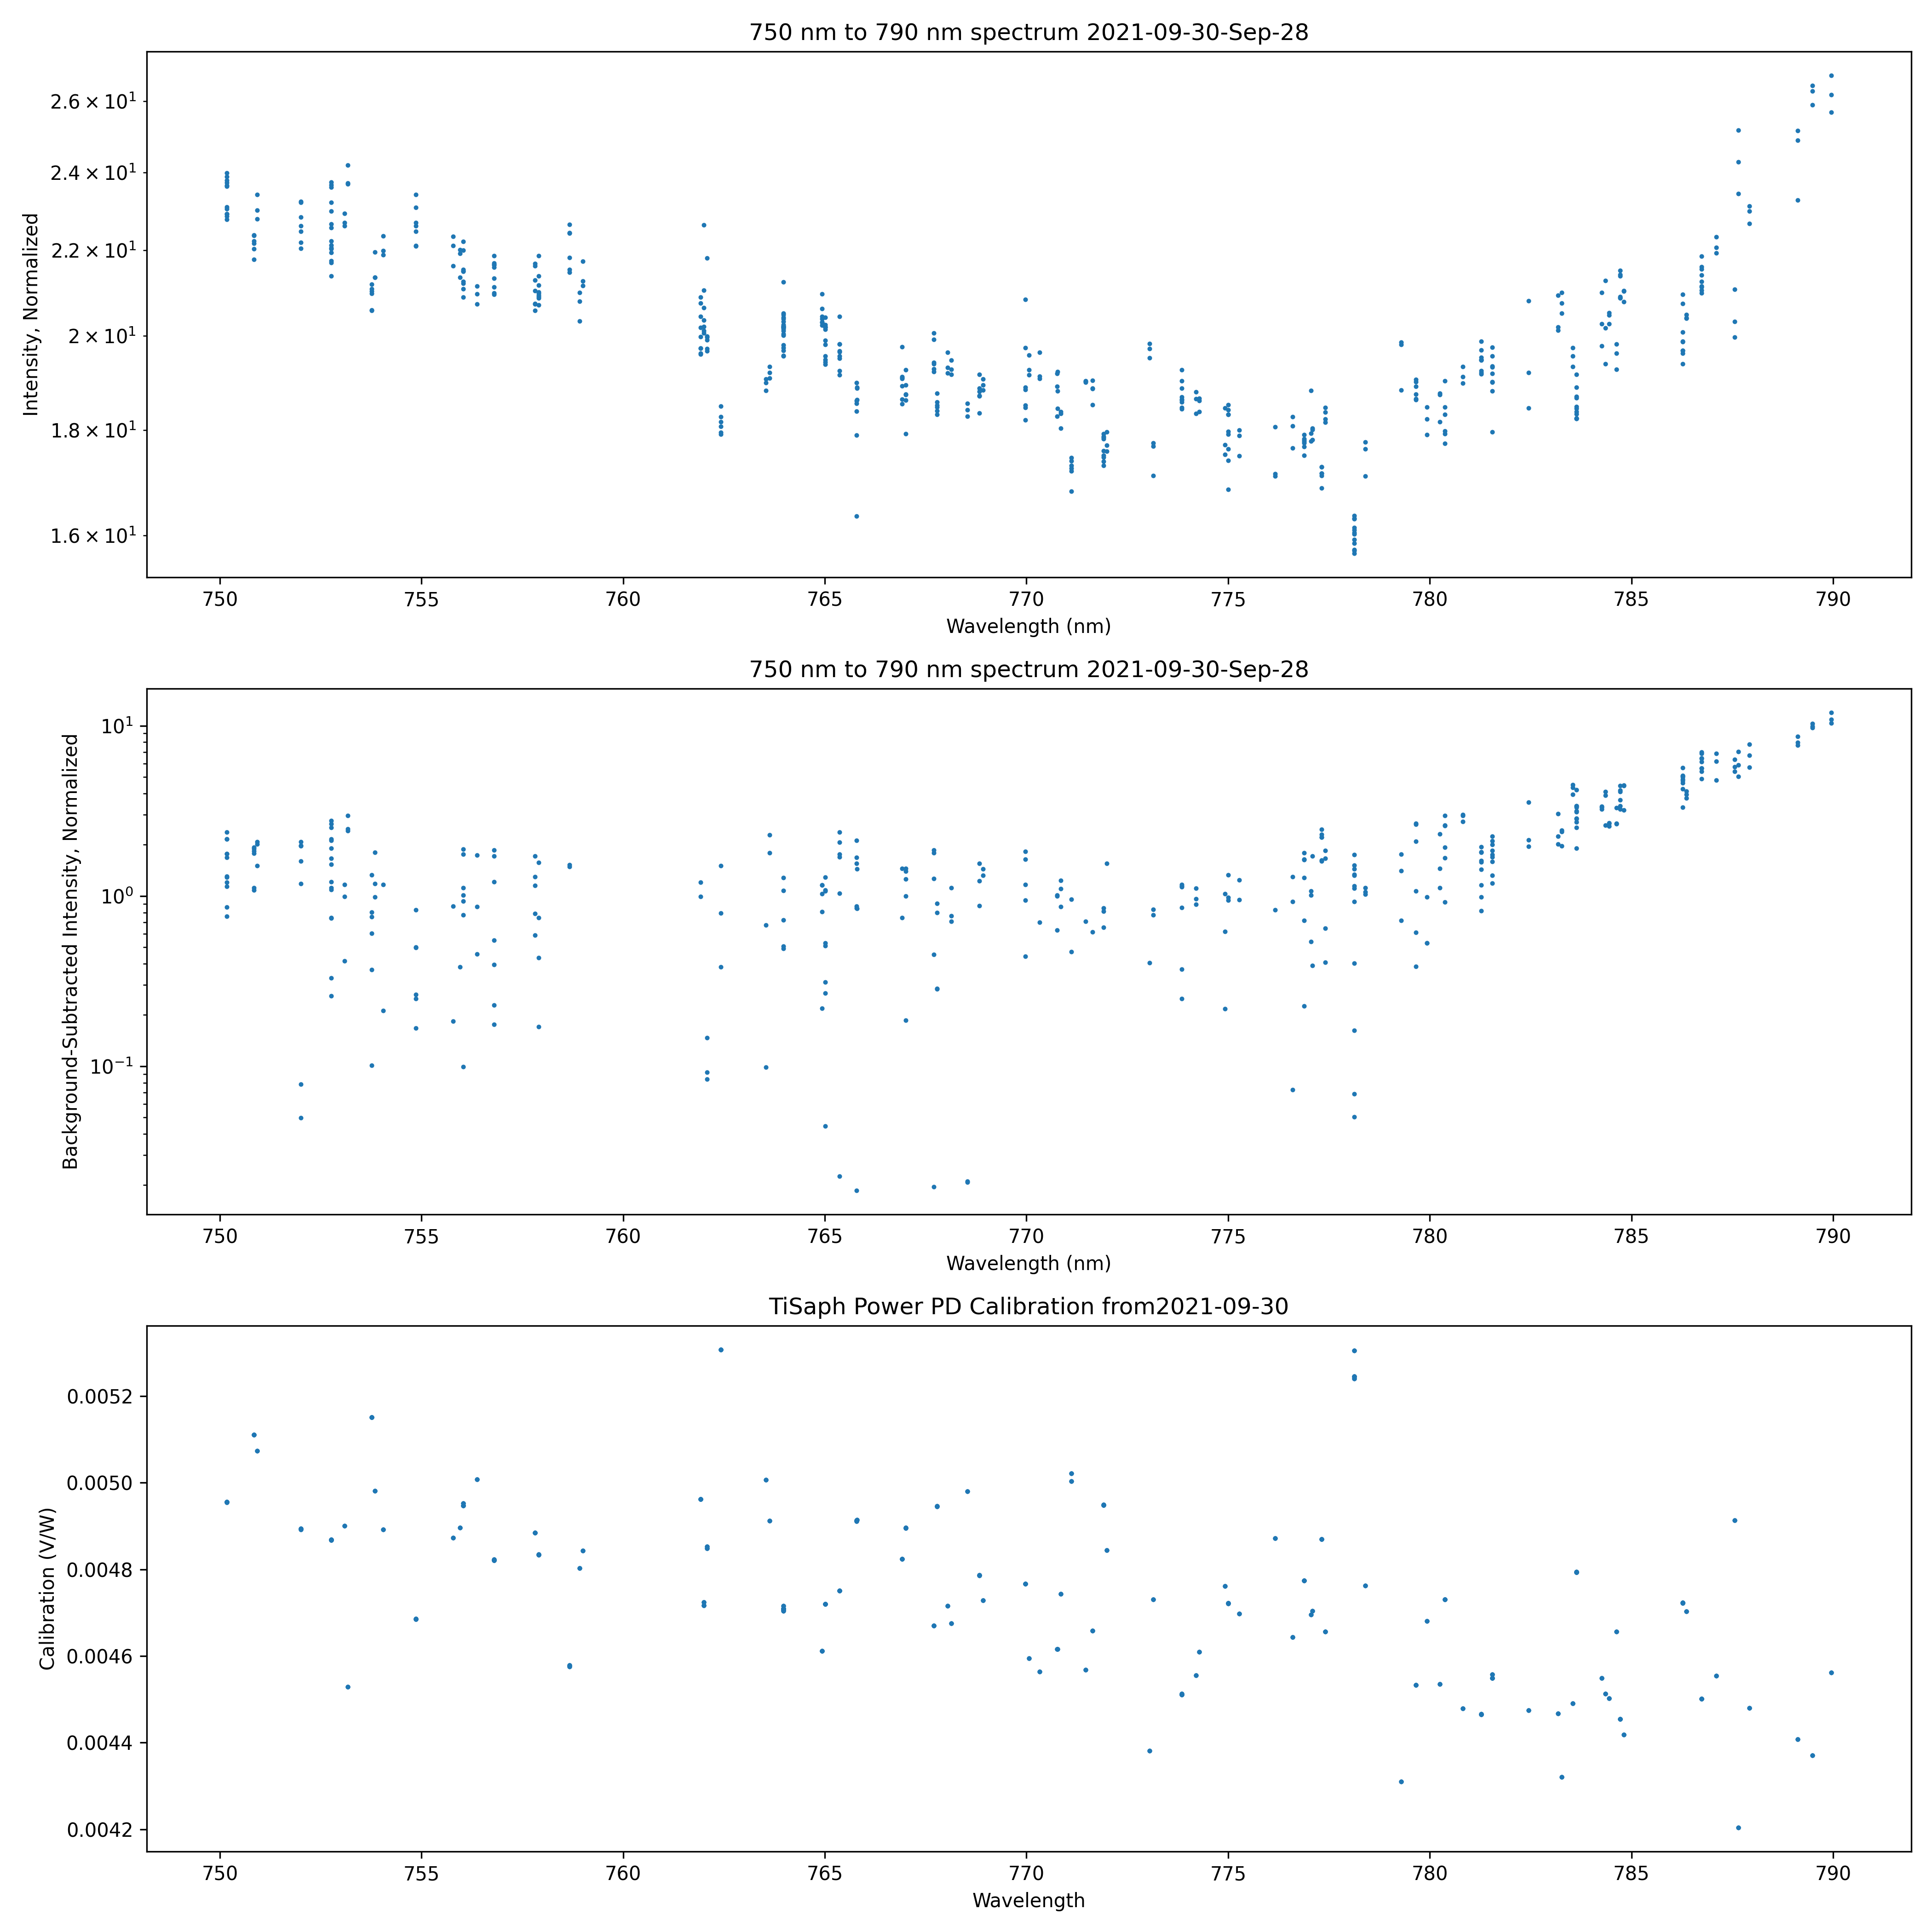 750 nm to 790 nm spectrum 2021-09-30-Sep-28
Intensity, Normalized
2.6 × 10¹
2.4 × 10¹
2.2 × 10¹
2 × 10¹
1.8 × 10¹
1.6 × 10¹
750 755 760 765 770 775 780 785 790
Wavelength (nm)
750 nm to 790 nm spectrum 2021-09-30-Sep-28
Background-Subtracted Intensity, Normalized
10¹
10⁰
10⁻¹
750 755 760 765 770 775 780 785 790
Wavelength (nm)
TiSaph Power PD Calibration from2021-09-30
Calibration (V/W)
0.0052
0.0050
0.0048
0.0046
0.0044
0.0042
750 755 760 765 770 775 780 785 790
Wavelength